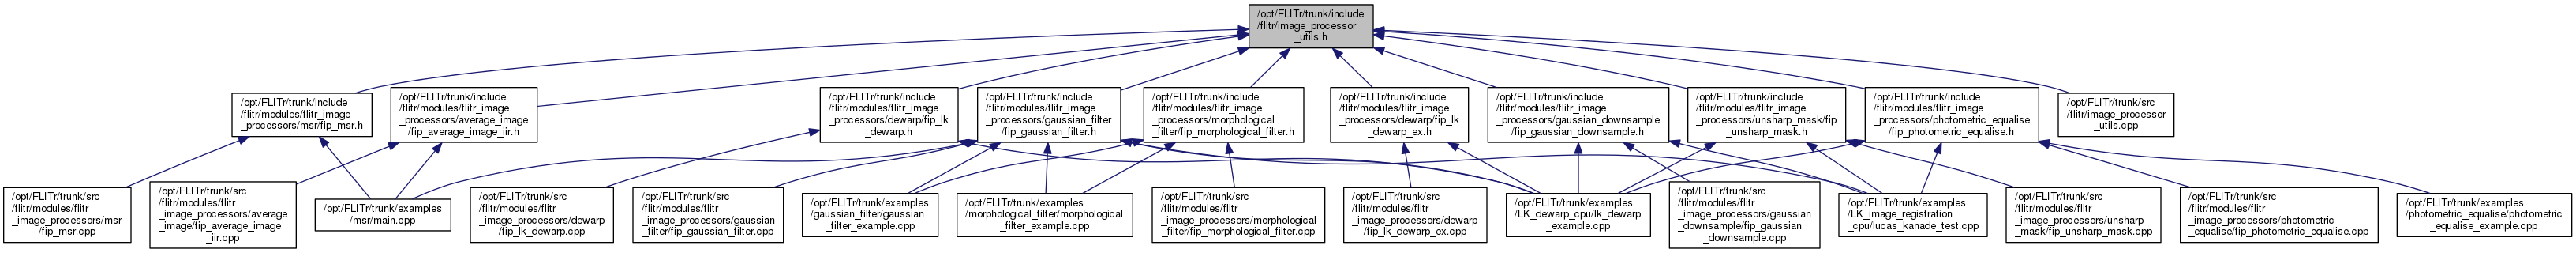 /opt/FLITr/trunk/include
/flitr/image_processor
_utils.h
/opt/FLITr/trunk/include
/flitr/modules/flitr_image
_processors/msr/fip_msr.h
/opt/FLITr/trunk/include
/flitr/modules/flitr_image
_processors/average_image
/fip_average_image_iir.h
/opt/FLITr/trunk/include
/flitr/modules/flitr_image
_processors/dewarp/fip_lk
_dewarp.h
/opt/FLITr/trunk/include
/flitr/modules/flitr_image
_processors/gaussian_filter
/fip_gaussian_filter.h
/opt/FLITr/trunk/include
/flitr/modules/flitr_image
_processors/morphological
_filter/fip_morphological_filter.h
/opt/FLITr/trunk/include
/flitr/modules/flitr_image
_processors/dewarp/fip_lk
_dewarp_ex.h
/opt/FLITr/trunk/include
/flitr/modules/flitr_image
_processors/gaussian_downsample
/fip_gaussian_downsample.h
/opt/FLITr/trunk/include
/flitr/modules/flitr_image
_processors/unsharp_mask/fip
_unsharp_mask.h
/opt/FLITr/trunk/include
/flitr/modules/flitr_image
_processors/photometric_equalise
/fip_photometric_equalise.h
/opt/FLITr/trunk/src
/flitr/image_processor
_utils.cpp
/opt/FLITr/trunk/src
/flitr/modules/flitr
_image_processors/msr
/fip_msr.cpp
/opt/FLITr/trunk/src
/flitr/modules/flitr
_image_processors/average
_image/fip_average_image
_iir.cpp
/opt/FLITr/trunk/examples
/msr/main.cpp
/opt/FLITr/trunk/src
/flitr/modules/flitr
_image_processors/dewarp
/fip_lk_dewarp.cpp
/opt/FLITr/trunk/src
/flitr/modules/flitr
_image_processors/gaussian
_filter/fip_gaussian_filter.cpp
/opt/FLITr/trunk/examples
/gaussian_filter/gaussian
_filter_example.cpp
/opt/FLITr/trunk/examples
/morphological_filter/morphological
_filter_example.cpp
/opt/FLITr/trunk/src
/flitr/modules/flitr
_image_processors/morphological
_filter/fip_morphological_filter.cpp
/opt/FLITr/trunk/src
/flitr/modules/flitr
_image_processors/dewarp
/fip_lk_dewarp_ex.cpp
/opt/FLITr/trunk/examples
/LK_dewarp_cpu/lk_dewarp
_example.cpp
/opt/FLITr/trunk/src
/flitr/modules/flitr
_image_processors/gaussian
_downsample/fip_gaussian
_downsample.cpp
/opt/FLITr/trunk/examples
/LK_image_registration
_cpu/lucas_kanade_test.cpp
/opt/FLITr/trunk/src
/flitr/modules/flitr
_image_processors/unsharp
_mask/fip_unsharp_mask.cpp
/opt/FLITr/trunk/src
/flitr/modules/flitr
_image_processors/photometric
_equalise/fip_photometric_equalise.cpp
/opt/FLITr/trunk/examples
/photometric_equalise/photometric
_equalise_example.cpp